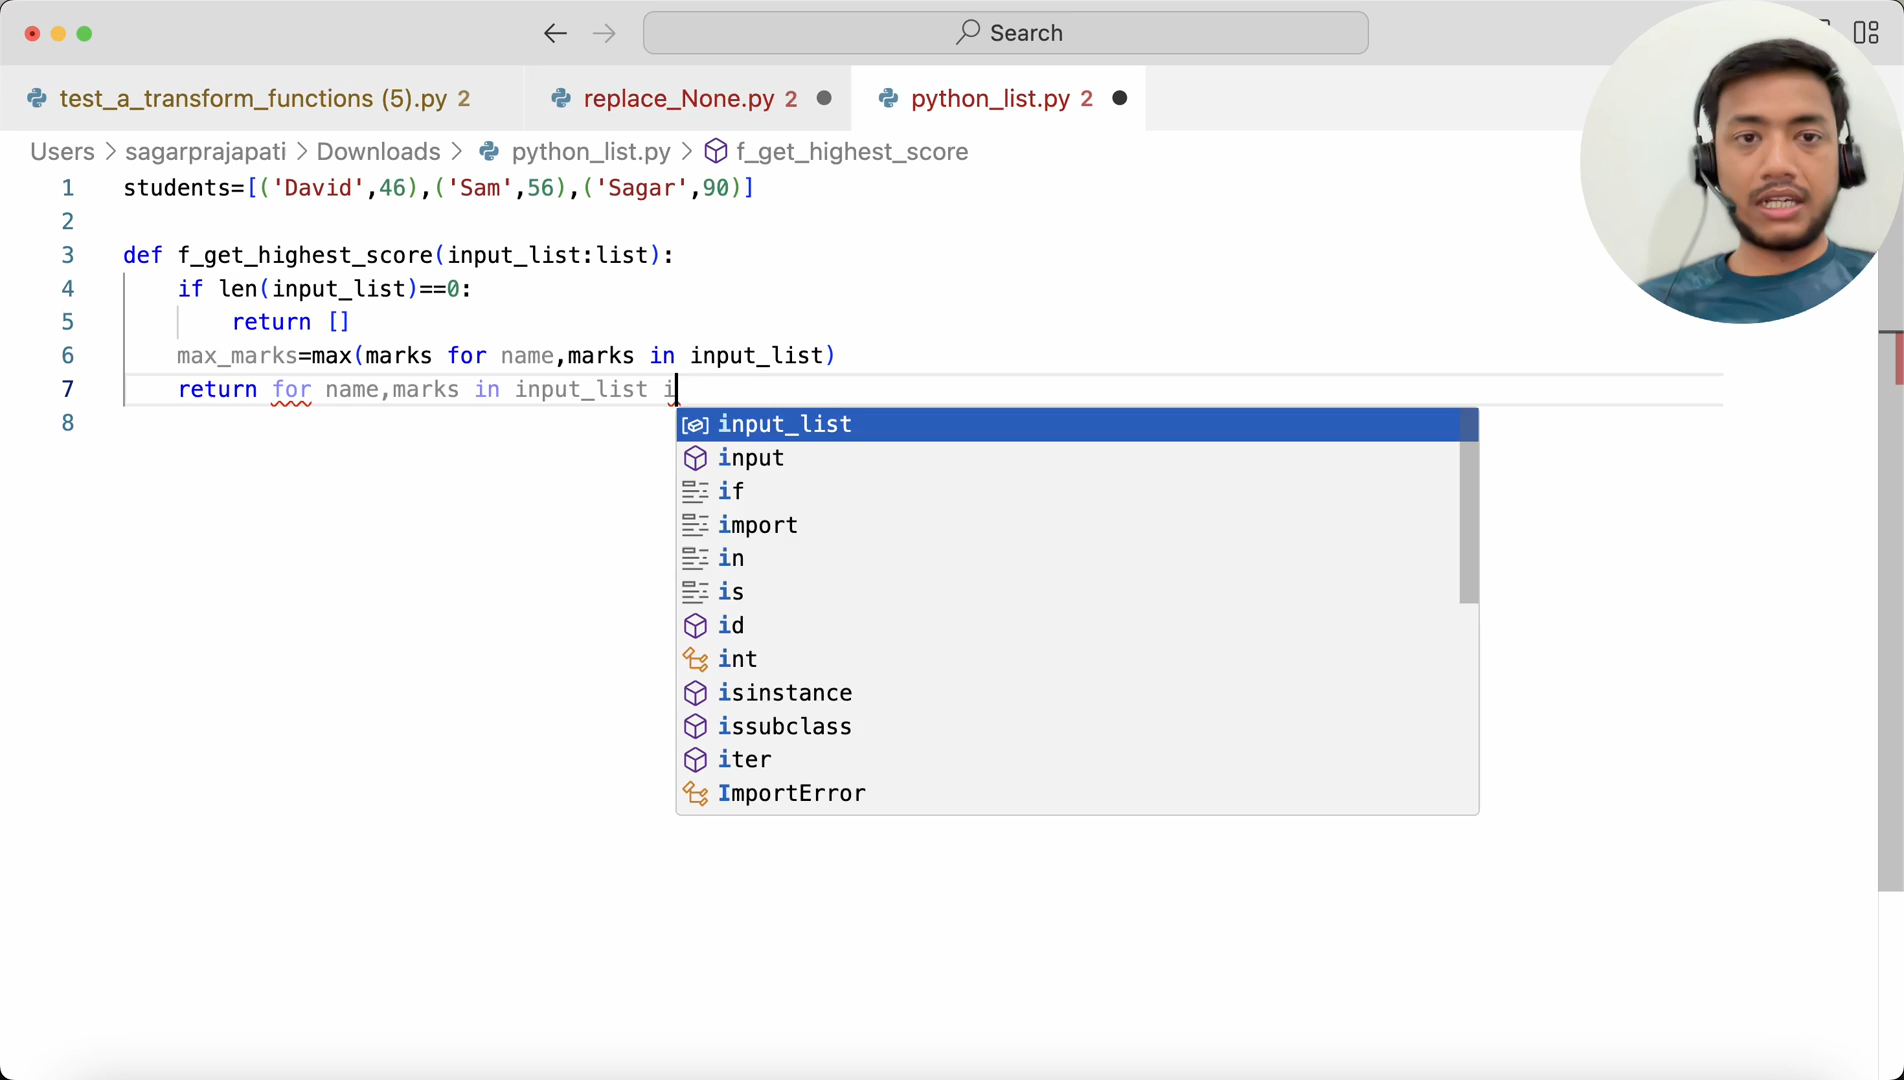 Search
test_a_transform_functions (5).py 2
replace_None.py 2
python_list.py 2
Users > sagarprajapati > Downloads > python_list.py > f_get_highest_score
1 students=[('David',46),('Sam',56),('Sagar',90)]
2
3 def f_get_highest_score(input_list:list):
4 if len(input_list)==0:
5 return []
6 max_marks=max(marks for name,marks in input_list)
7 return for name,marks in input_list i
8
input_list
input
if
import
in
is
id
int
isinstance
issubclass
iter
ImportError